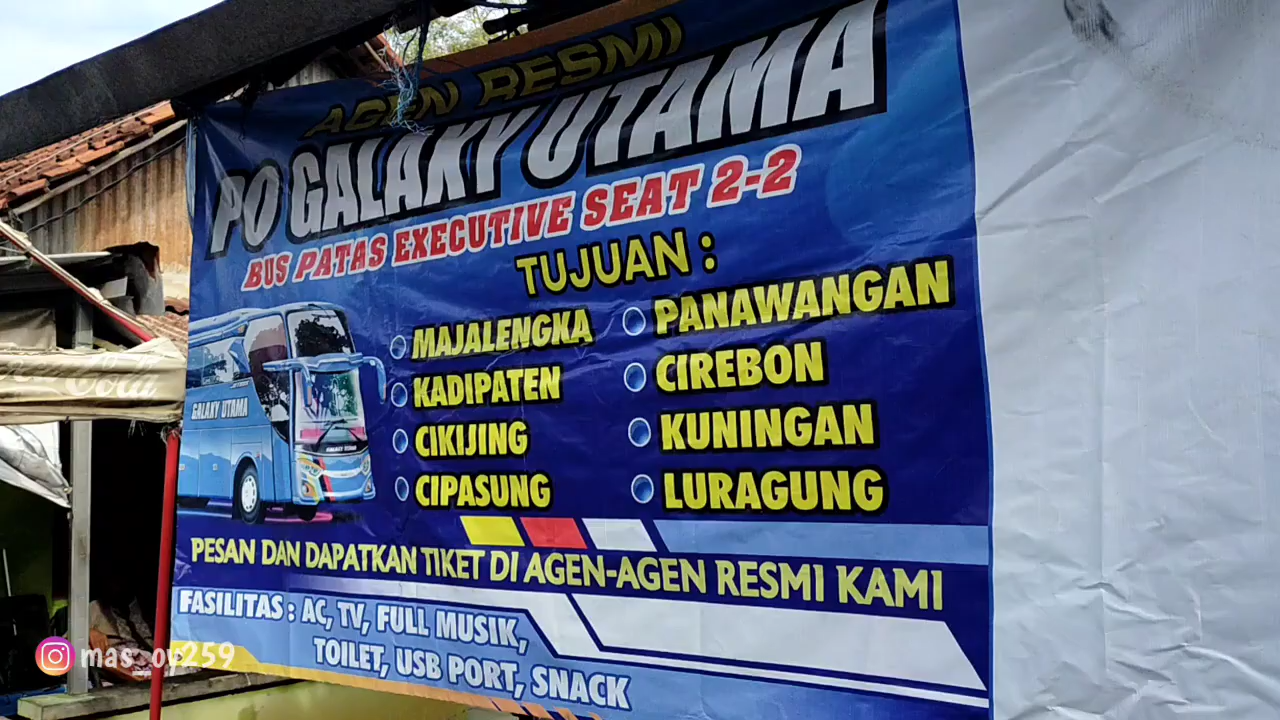 AGEN RESMI
PO GALAXY UTAMA
BUS PATAS EXECUTIVE SEAT 2-2
TUJUAN :
MAJALENGKA
KADIPATEN
CIKIJING
CIPASUNG
PANAWANGAN
CIREBON
KUNINGAN
LURAGUNG
GALAXY UTAMA
PESAN DAN DAPATKAN TIKET DI AGEN-AGEN RESMI KAMI
FASILITAS : AC, TV, FULL MUSIK,
TOILET, USB PORT, SNACK
mas_oy259